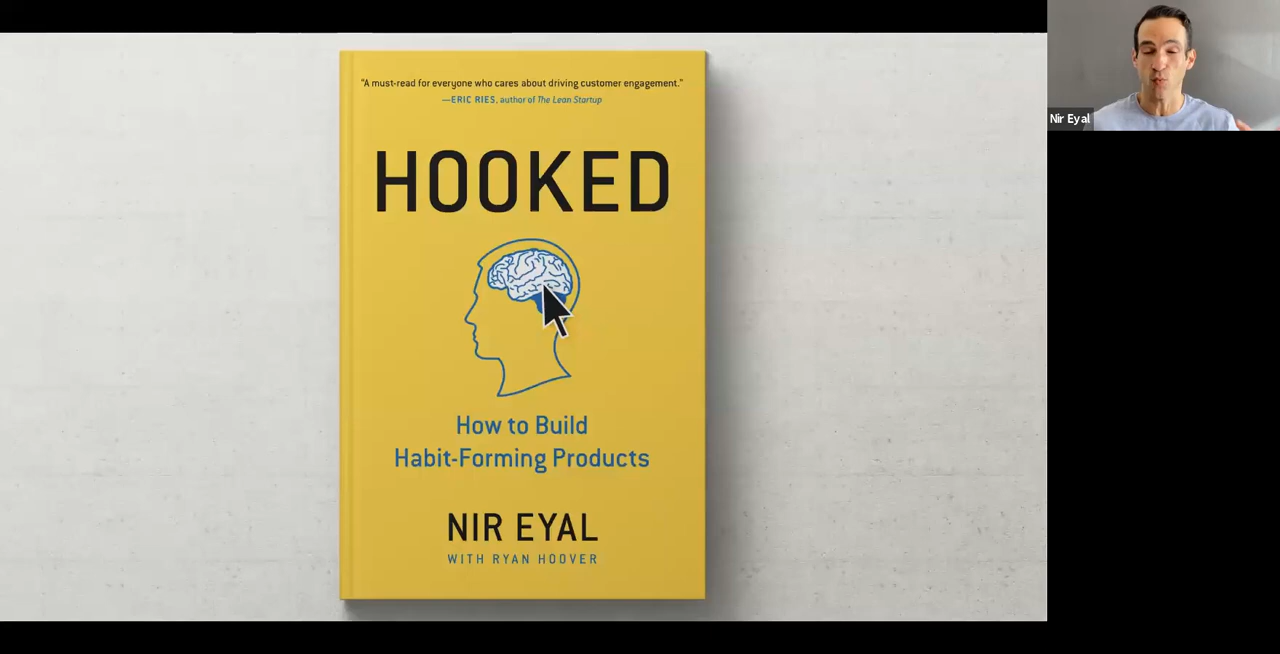 "A must-read for everyone who cares about driving customer engagement."
—ERIC RIES, author of The Lean Startup
HOOKED
How to Build
Habit-Forming Products
NIR EYAL
WITH RYAN HOOVER
Nir Eyal